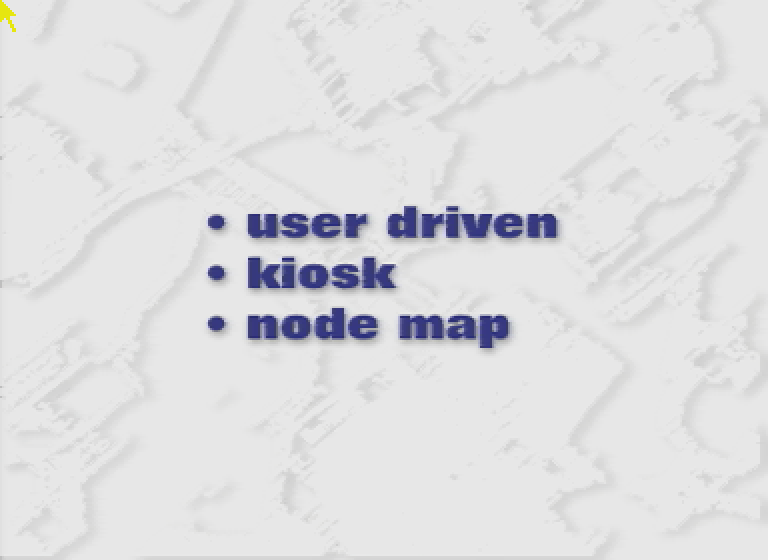 • user driven
• kiosk
• node map